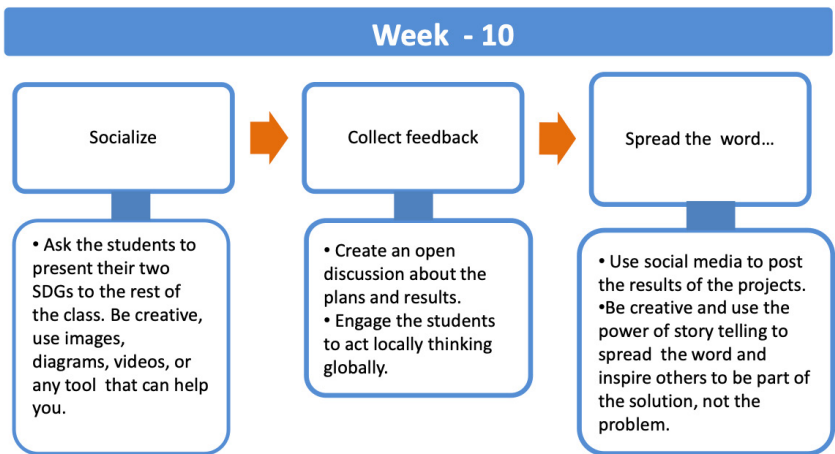 Week - 10
Socialize
Collect feedback
Spread the word...
• Ask the students to
present their two
SDGs to the rest of
the class. Be creative,
use images,
diagrams, videos, or
any tool that can help
you.
• Create an open
discussion about the
plans and results.
• Engage the students
to act locally thinking
globally.
• Use social media to post
the results of the projects.
•Be creative and use the
power of story telling to
spread the word and
inspire others to be part of
the solution, not the
problem.